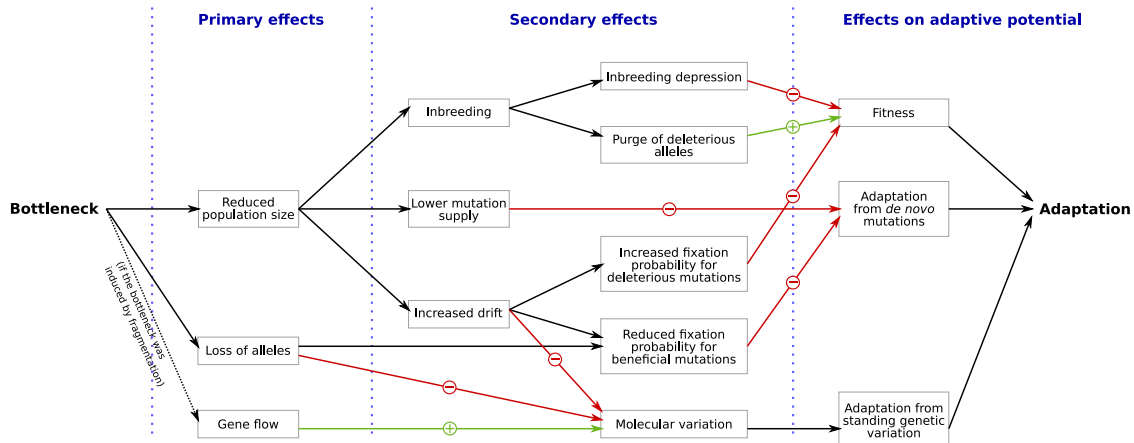 Primary effects
Secondary effects
Effects on adaptive potential
Inbreeding depression
Inbreeding
Fitness
Purge of deleterious
alleles
Bottleneck
Reduced
population size
Lower mutation
supply
Adaptation
from de novo
mutations
Adaptation
(if the bottleneck was
induced by fragmentation)
Increased fixation
probability for
deleterious mutations
Increased drift
Loss of alleles
Reduced fixation
probability for
beneficial mutations
Gene flow
Molecular variation
Adaptation from
standing genetic
variation